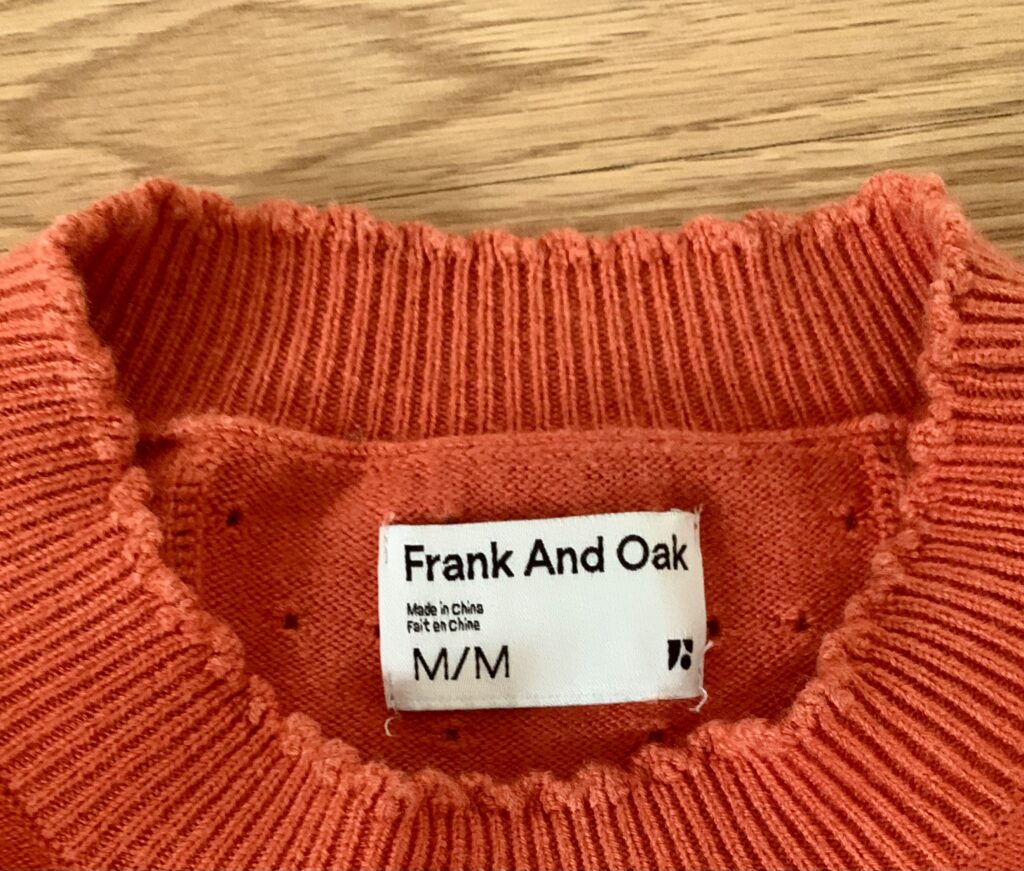 Frank And Oak
Made in China
Fait en Chine
M/M